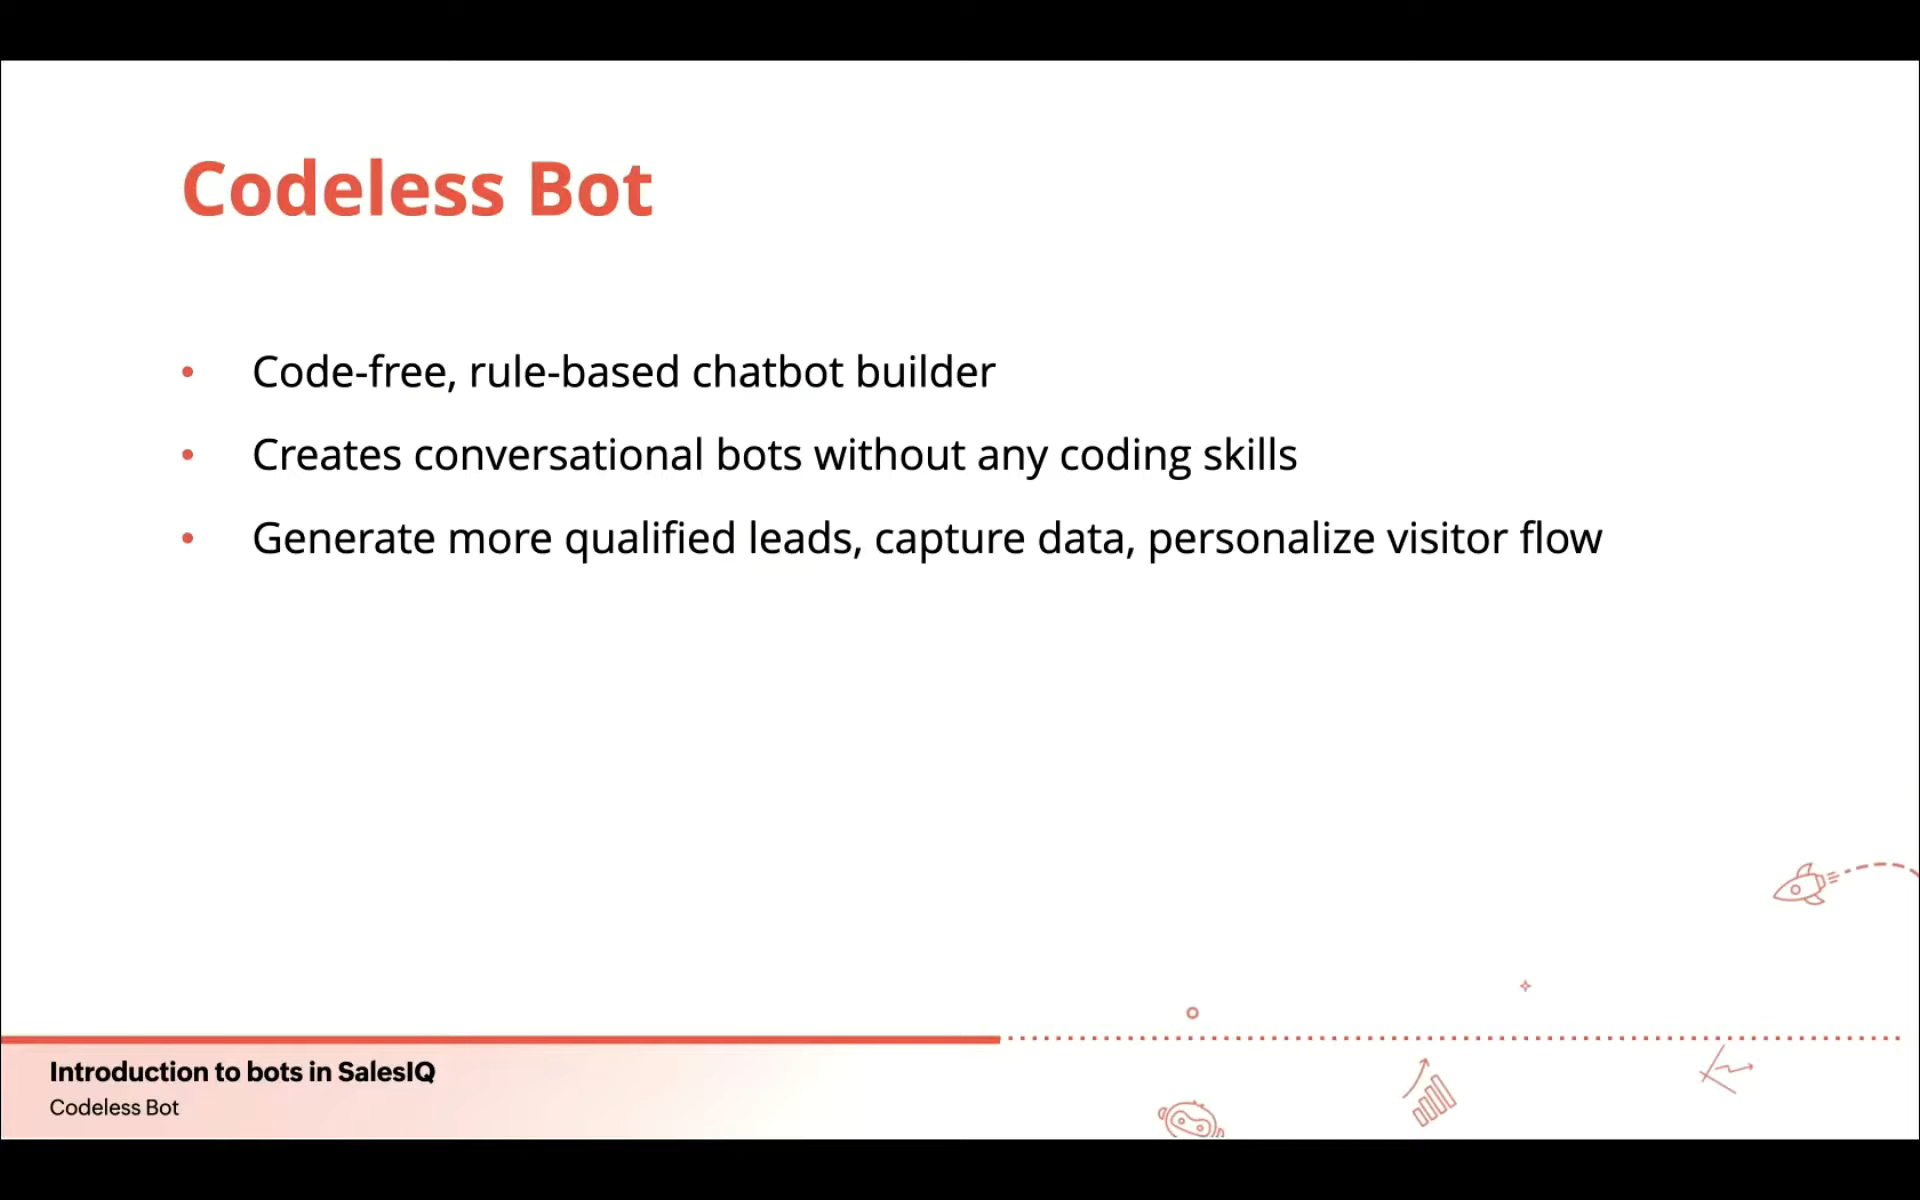 Codeless Bot
• Code-free, rule-based chatbot builder
• Creates conversational bots without any coding skills
• Generate more qualified leads, capture data, personalize visitor flow
Introduction to bots in SalesIQ
Codeless Bot